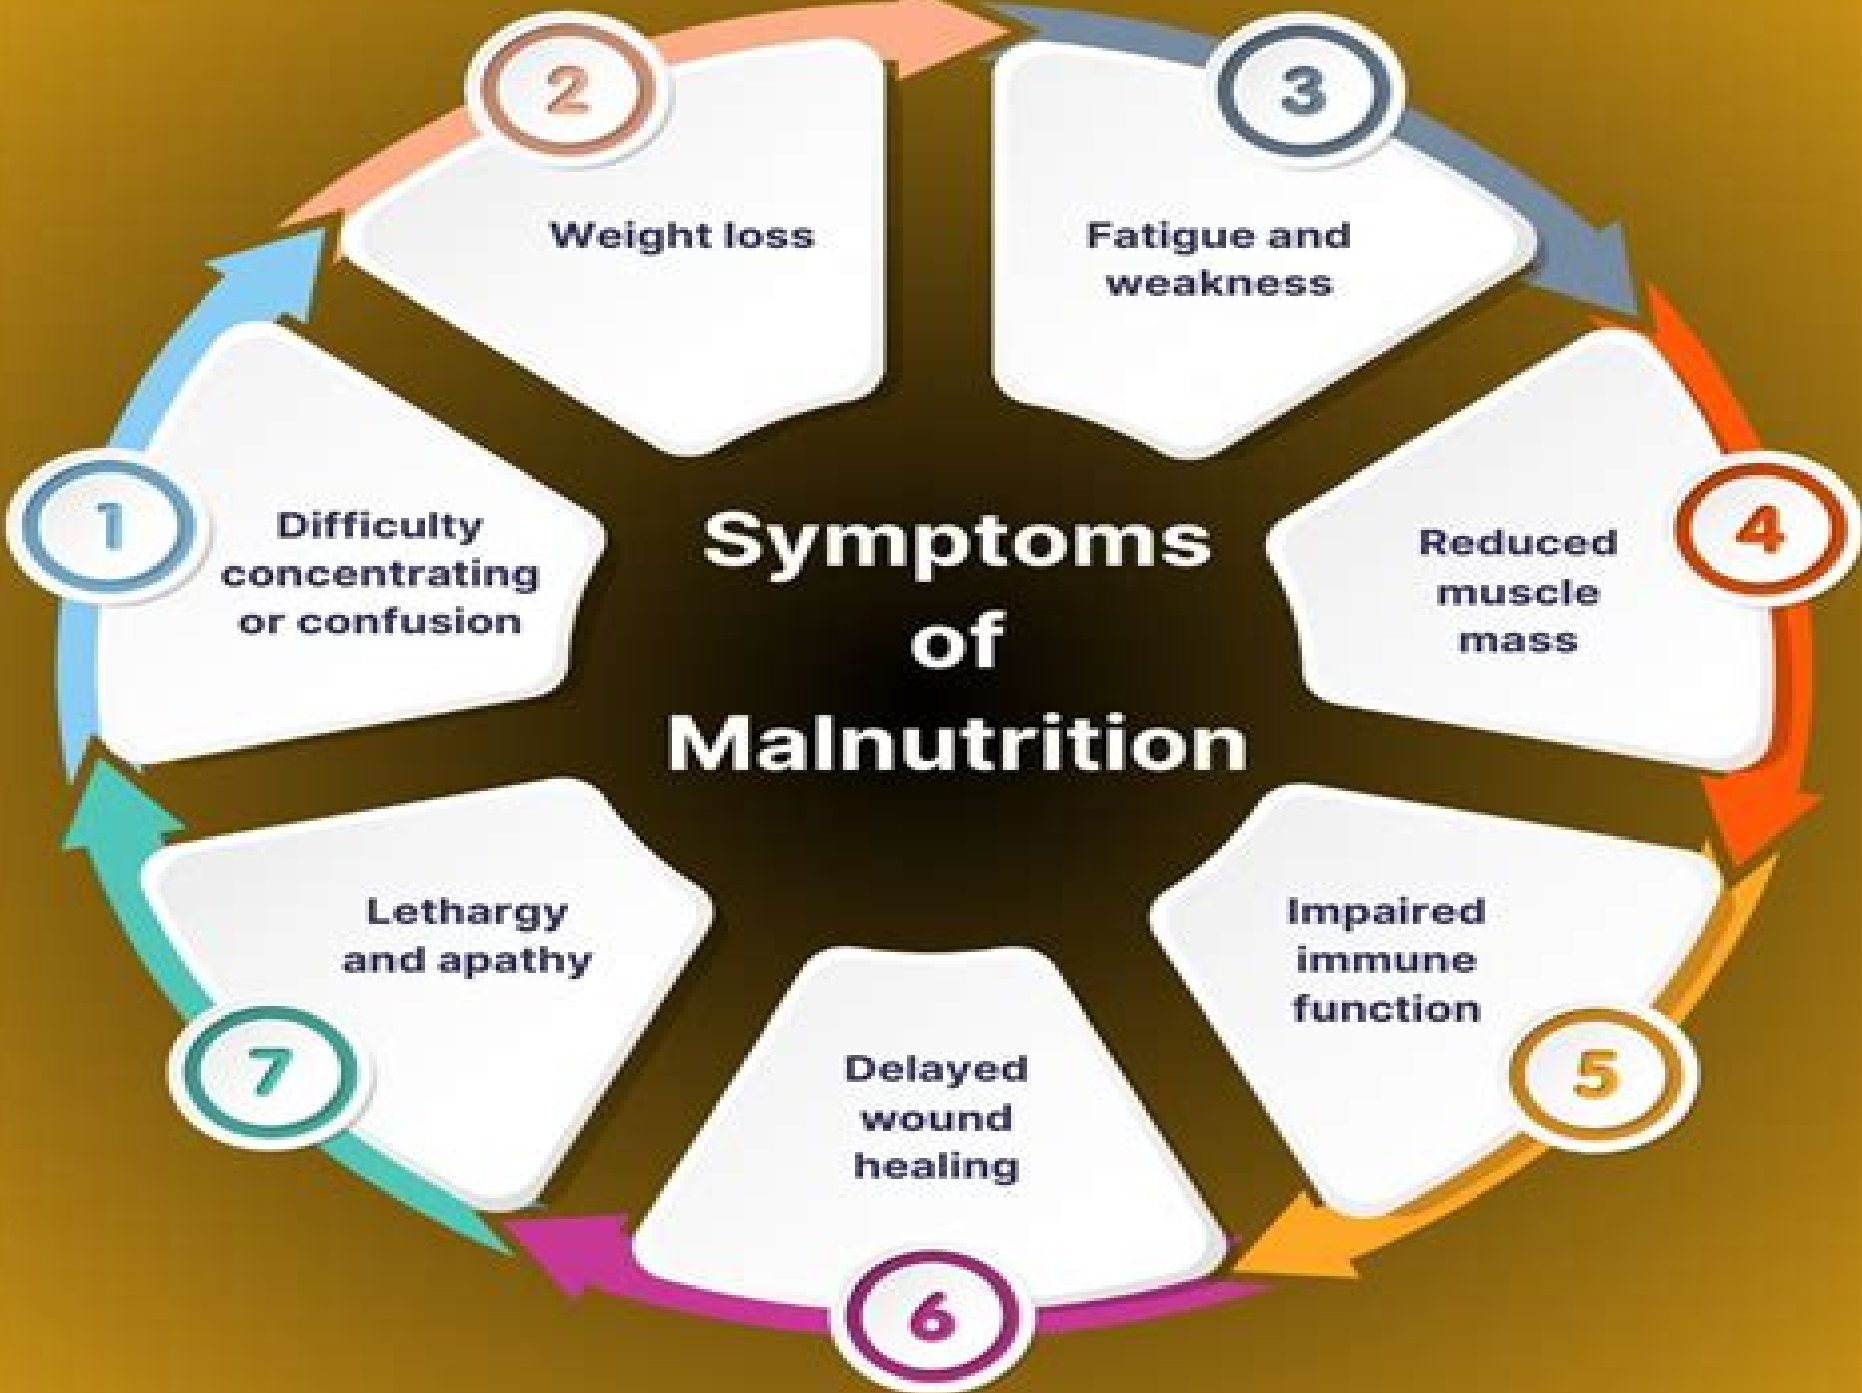 Symptoms
of
Malnutrition
1
Difficulty
concentrating
or confusion
2
Weight loss
3
Fatigue and
weakness
4
Reduced
muscle
mass
5
Impaired
immune
function
6
Delayed
wound
healing
7
Lethargy
and apathy